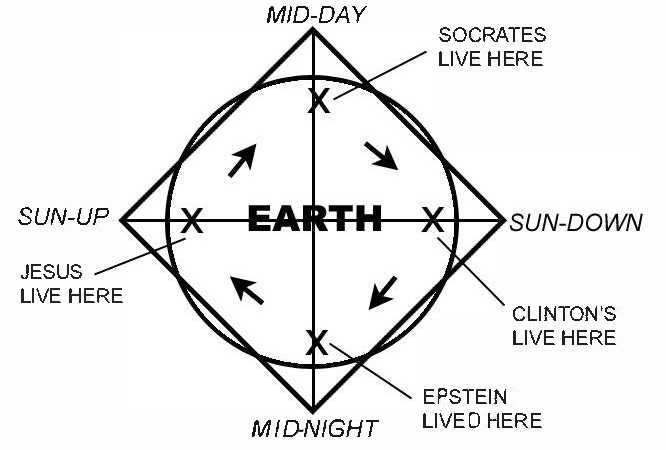 MID-DAY
SOCRATES
LIVE HERE
X
SUN-UP
X
EARTH
X
SUN-DOWN
JESUS
LIVE HERE
CLINTON'S
LIVE HERE
X
EPSTEIN
LIVED HERE
MID-NIGHT